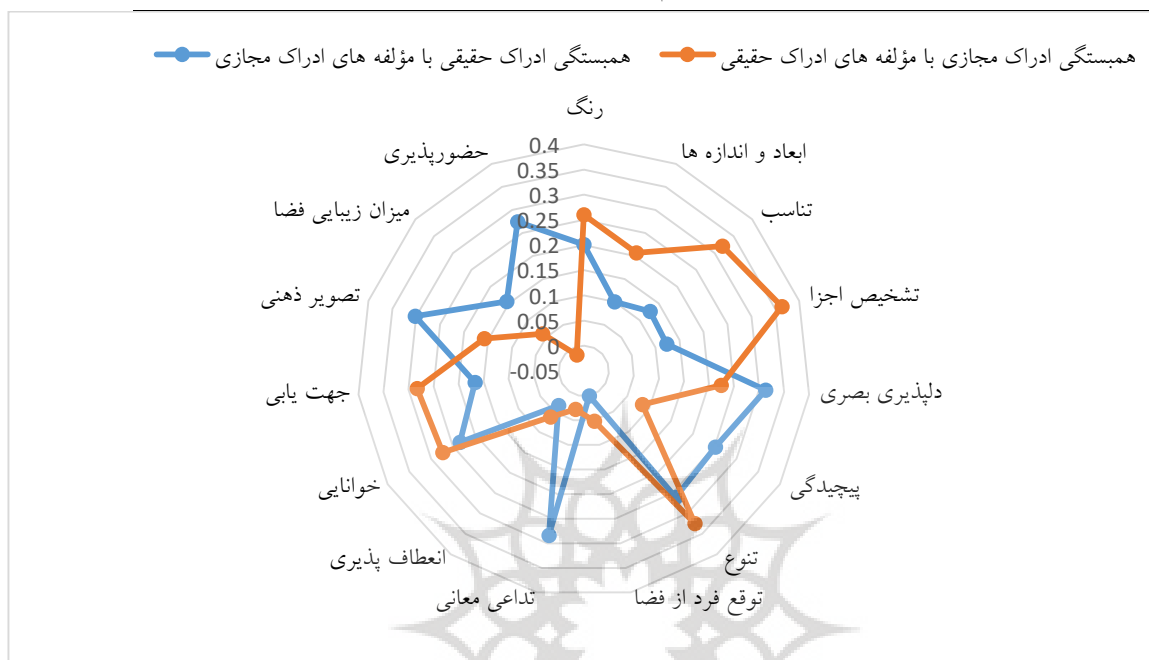 همبستگی ادراک مجازی با مؤلفه های ادراک حقیقی
همبستگی ادراک حقیقی با مؤلفه های ادراک مجازی
رنگ
ابعاد و اندازه ها
تناسب
تشخیص اجزا
دلپذیری بصری
پیچیدگی
تنوع
توقع فرد از فضا
تداعی معانی
انعطاف پذیری
خوانایی
جهت یابی
تصویر ذهنی
میزان زیبایی فضا
حضورپذیری
0.4
0.35
0.3
0.25
0.2
0.15
0.1
0.05
0
-0.05